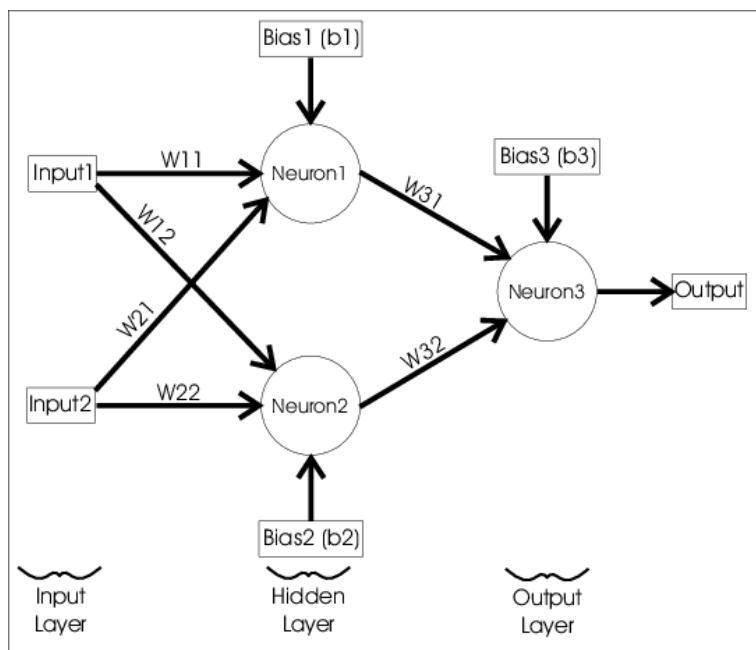 Bias1 (b1)
Bias3 (b3)
Input1
W11
Neuron1
W31
W12
W21
Neuron3
Output
W32
Input2
W22
Neuron2
Bias2 (b2)
Input
Layer
Hidden
Layer
Output
Layer